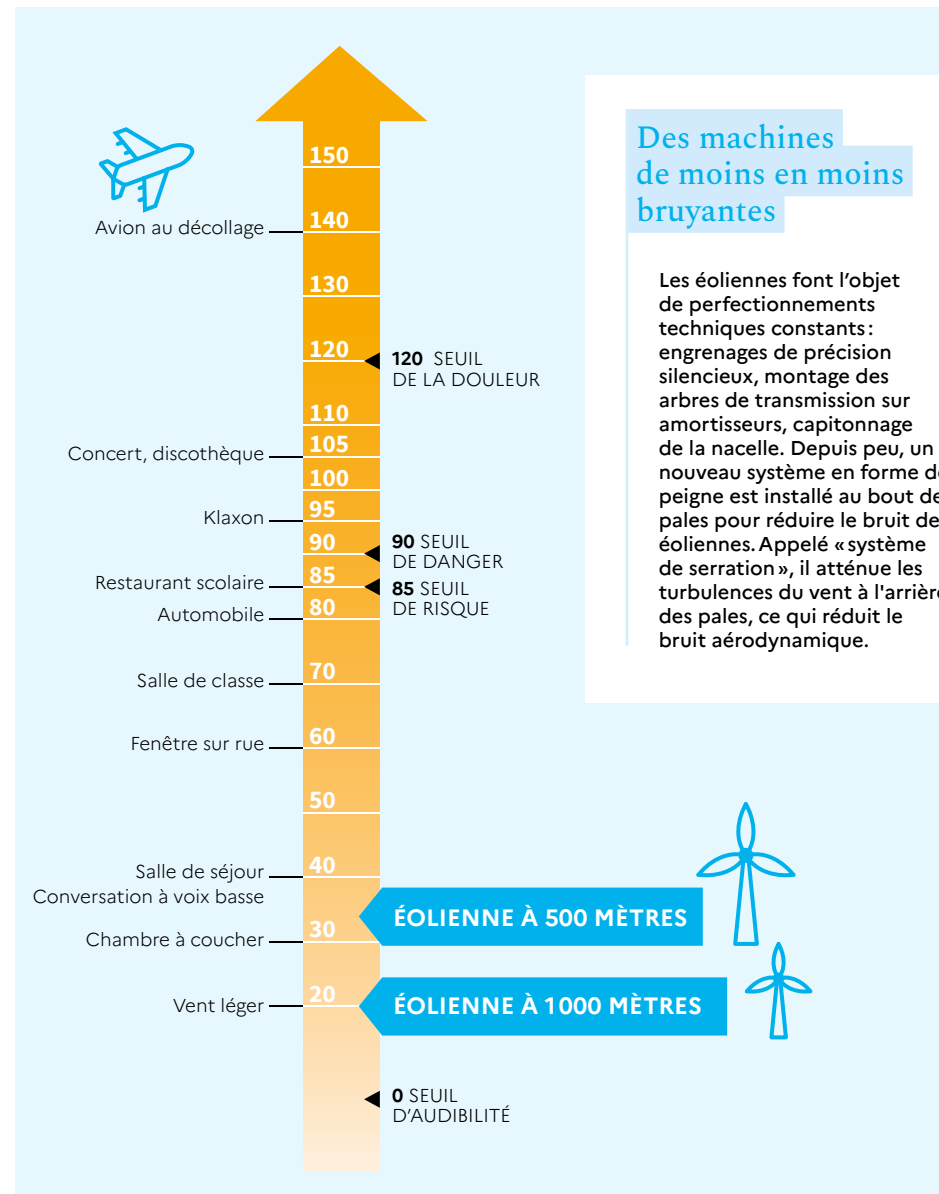 150
Avion au décollage
140
130
120
120 SEUIL
DE LA DOULEUR
110
Concert, discothèque
105
100
Klaxon
95
90
90 SEUIL
DE DANGER
Restaurant scolaire
85
85 SEUIL
DE RISQUE
Automobile
80
Salle de classe
70
Fenêtre sur rue
60
50
Salle de séjour
Conversation à voix basse
40
ÉOLIENNE À 500 MÈTRES
Chambre à coucher
30
Vent léger
20
ÉOLIENNE À 1000 MÈTRES
0 SEUIL
D'AUDIBILITÉ
Des machines
de moins en moins
bruyantes
Les éoliennes font l'objet
de perfectionnements
techniques constants :
engrenages de précision
silencieux, montage des
arbres de transmission sur
amortisseurs, capitonnage
de la nacelle. Depuis peu, un
nouveau système en forme
peigne est installé au bout
pales pour réduire le bruit
éoliennes. Appelé « système
de serration », il atténue les
turbulences du vent à
des pales, ce qui réduit le
bruit aérodynamique.